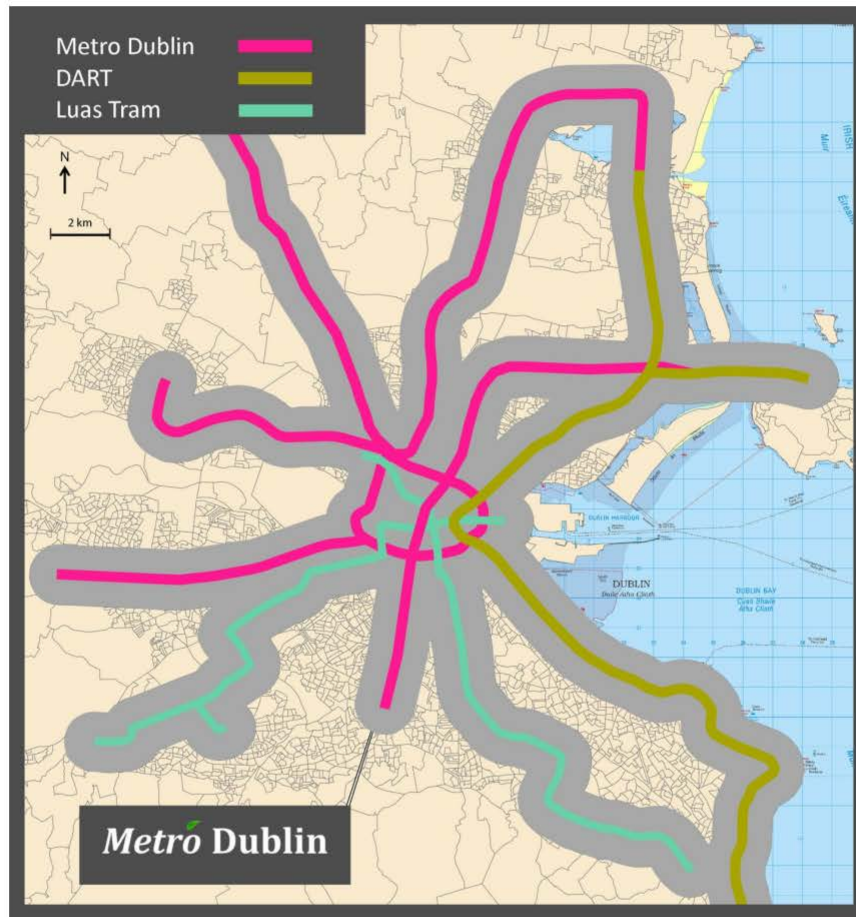 Metro Dublin
DART
Luas Tram
N
2 km
IRISH
DUBLIN HARBOUR
DUBLIN
Baile Átha Cliath
DUBLIN BAY
Cuan Bhaile
Átha Cliath
Metro Dublin